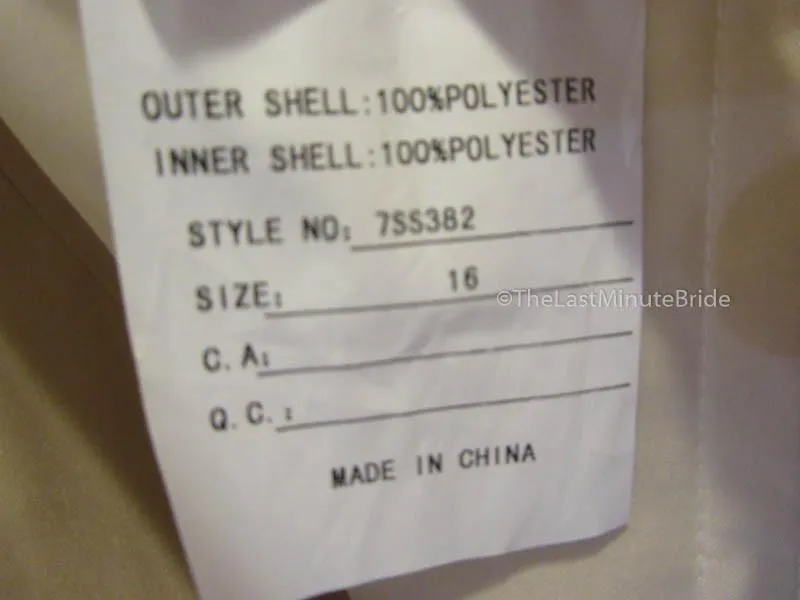 OUTER SHELL:100%POLYESTER
INNER SHELL:100%POLYESTER
STYLE NO: 7SS382
SIZE: 16
©TheLastMinuteBride
C.A:
Q.C.:
MADE IN CHINA